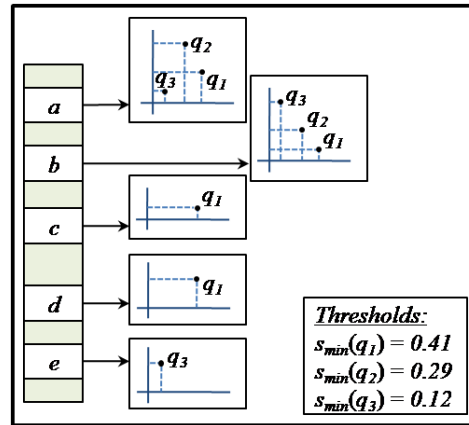 a
q2
q1
q3
b
q3
q2
q1
c
q1
d
q1
e
q3
Thresholds:
smin(q1) = 0.41
smin(q2) = 0.29
smin(q3) = 0.12